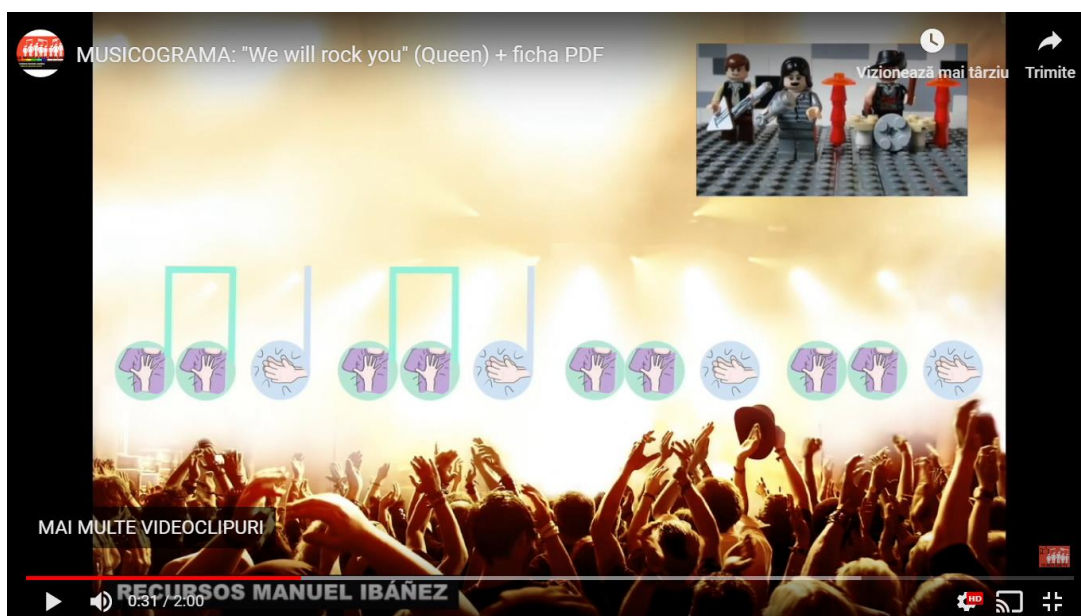 MUSICOGRAMA: "We will rock you" (Queen) + ficha PDF
Vizionează mai târziu
Trimite
MAI MULTE VIDEOCLIPURI
RECURSOS MANUEL IBÁÑEZ
0:31 / 2:00
HD